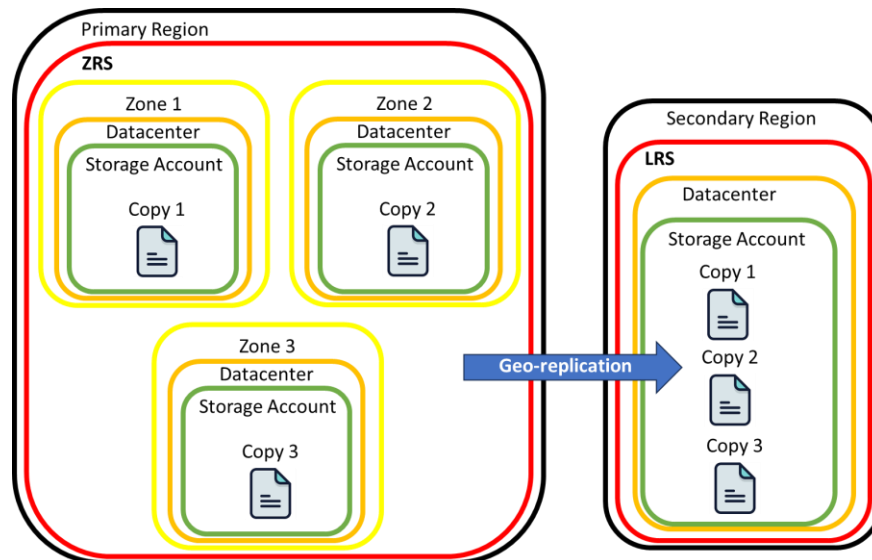 Primary Region
ZRS
Zone 1
Datacenter
Storage Account
Copy 1
Zone 2
Datacenter
Storage Account
Copy 2
Zone 3
Datacenter
Storage Account
Copy 3
Geo-replication
Secondary Region
LRS
Datacenter
Storage Account
Copy 1
Copy 2
Copy 3